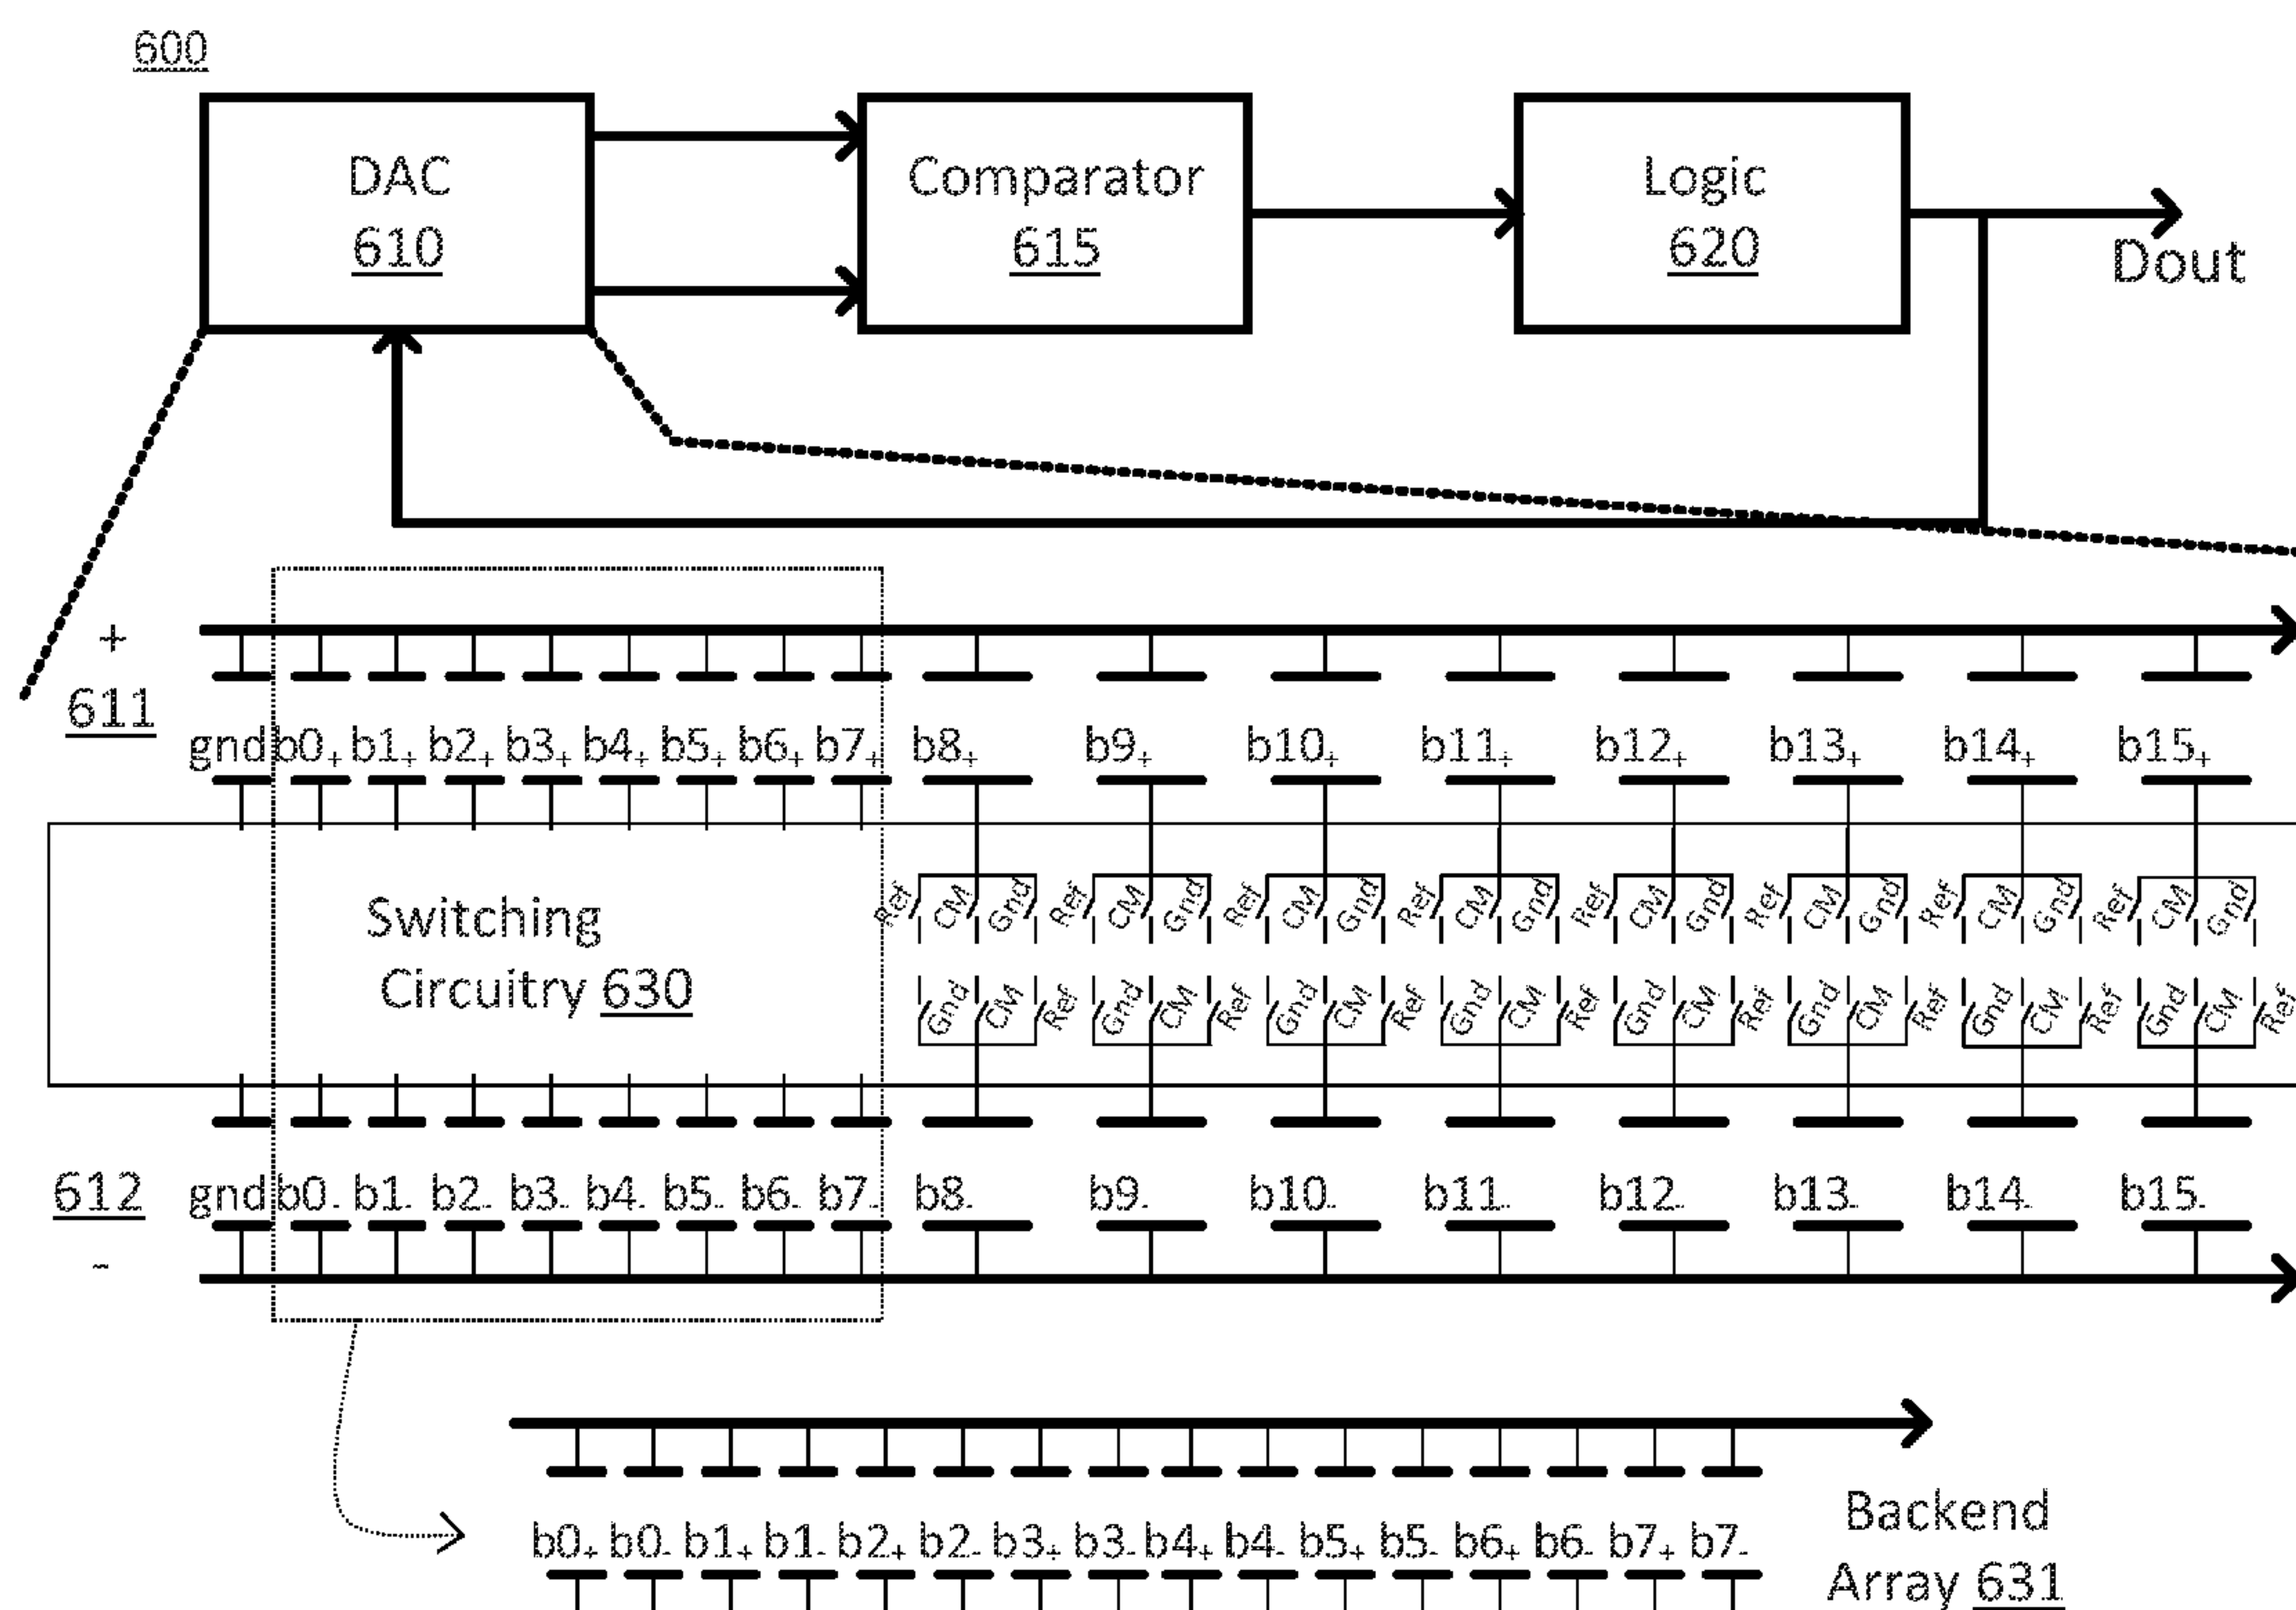 600
DAC
610
Comparator
615
Logic
620
Dout
+
611
gnd b0+ b1+ b2+ b3+ b4+ b5+ b6+ b7+ b8+ b9+ b10+ b11+ b12+ b13+ b14+ b15+
Ref CM Gnd Ref CM Gnd Ref CM Gnd Ref CM Gnd Ref CM Gnd Ref CM Gnd Ref CM Gnd Ref CM Gnd
Switching
Circuitry 630
Gnd CM Ref Gnd CM Ref Gnd CM Ref Gnd CM Ref Gnd CM Ref Gnd CM Ref Gnd CM Ref Gnd CM Ref
612
gnd b0- b1- b2- b3- b4- b5- b6- b7- b8- b9- b10- b11- b12- b13- b14- b15-
-
b0+ b0- b1+ b1- b2+ b2- b3+ b3- b4+ b4- b5+ b5- b6+ b6- b7+ b7-
Backend
Array 631